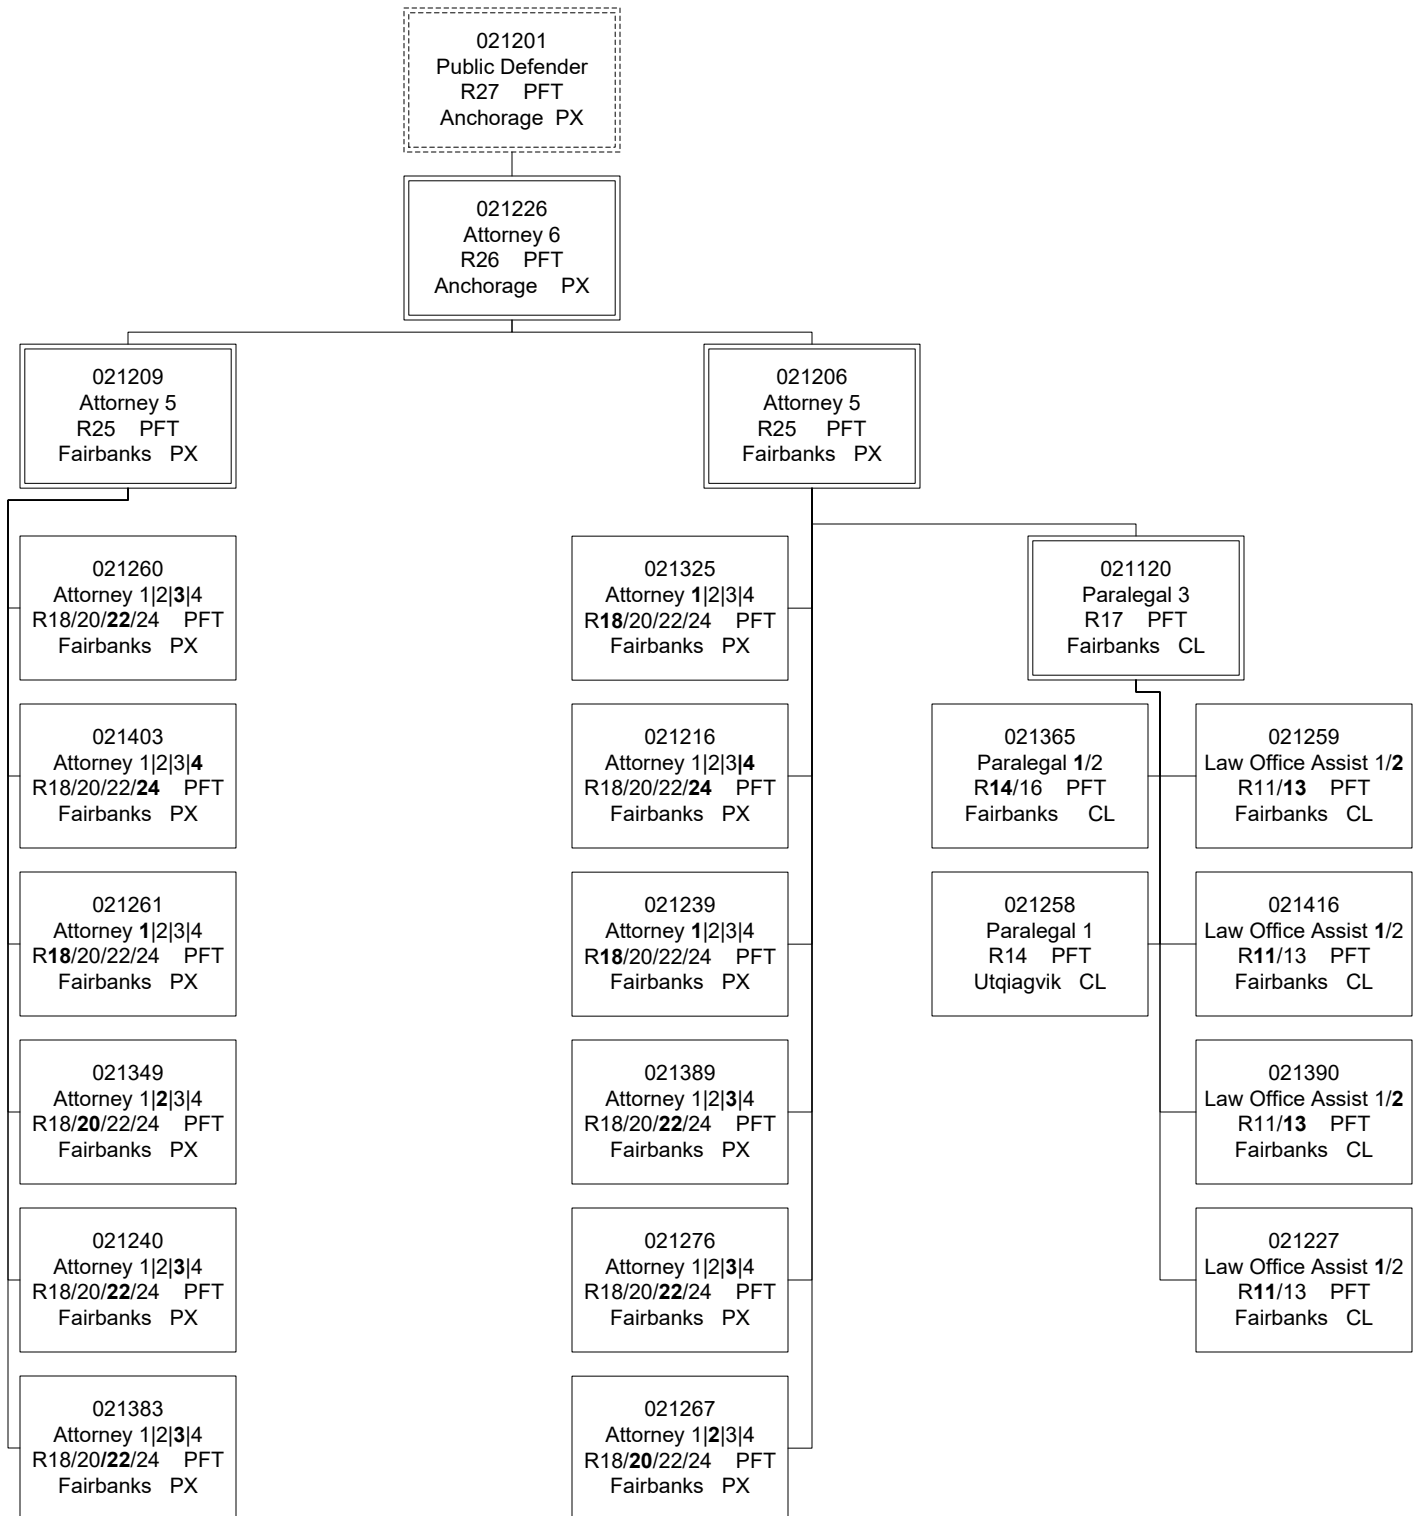 021201
Public Defender
R27 PFT
Anchorage PX
021226
Attorney 6
R26 PFT
Anchorage PX
021209
Attorney 5
R25 PFT
Fairbanks PX
021206
Attorney 5
R25 PFT
Fairbanks PX
021260
Attorney 1|2|3|4
R18/20/22/24 PFT
Fairbanks PX
021403
Attorney 1|2|3|4
R18/20/22/24 PFT
Fairbanks PX
021261
Attorney 1|2|3|4
R18/20/22/24 PFT
Fairbanks PX
021349
Attorney 1|2|3|4
R18/20/22/24 PFT
Fairbanks PX
021240
Attorney 1|2|3|4
R18/20/22/24 PFT
Fairbanks PX
021383
Attorney 1|2|3|4
R18/20/22/24 PFT
Fairbanks PX
021325
Attorney 1|2|3|4
R18/20/22/24 PFT
Fairbanks PX
021216
Attorney 1|2|3|4
R18/20/22/24 PFT
Fairbanks PX
021239
Attorney 1|2|3|4
R18/20/22/24 PFT
Fairbanks PX
021389
Attorney 1|2|3|4
R18/20/22/24 PFT
Fairbanks PX
021276
Attorney 1|2|3|4
R18/20/22/24 PFT
Fairbanks PX
021267
Attorney 1|2|3|4
R18/20/22/24 PFT
Fairbanks PX
021120
Paralegal 3
R17 PFT
Fairbanks CL
021365
Paralegal 1/2
R14/16 PFT
Fairbanks CL
021258
Paralegal 1
R14 PFT
Utqiagvik CL
021259
Law Office Assist 1/2
R11/13 PFT
Fairbanks CL
021416
Law Office Assist 1/2
R11/13 PFT
Fairbanks CL
021390
Law Office Assist 1/2
R11/13 PFT
Fairbanks CL
021227
Law Office Assist 1/2
R11/13 PFT
Fairbanks CL